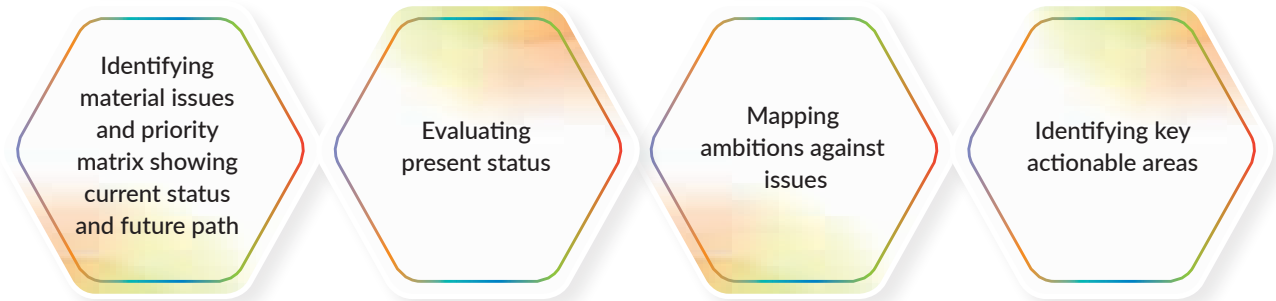 Identifying
material issues
and priority
matrix showing
current status
and future path
Evaluating
present status
Mapping
ambitions against
issues
Identifying key
actionable areas